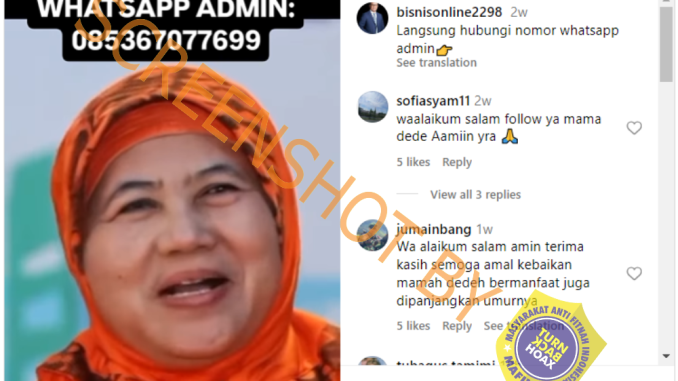 WHATSAPP ADMIN:
085367077699
SCREENSHOT BY
bisnisonline2298 2w
Langsung hubungi nomor whatsapp
admin👉
See translation
sofiasyam11 2w
waalaikum salam follow ya mama
dede Aamiin yra 🙏
5 likes Reply
View all 3 replies
jumainbang 1w
Wa alaikum salam amin terima
kasih semoga amal kebaikan
mamah dedeh bermanfaat juga
dipanjangkan umurnya
5 likes Reply See translation
MASYARAKAT ANTI FITNAH INDONESIA
TURN
BACK
HOAX